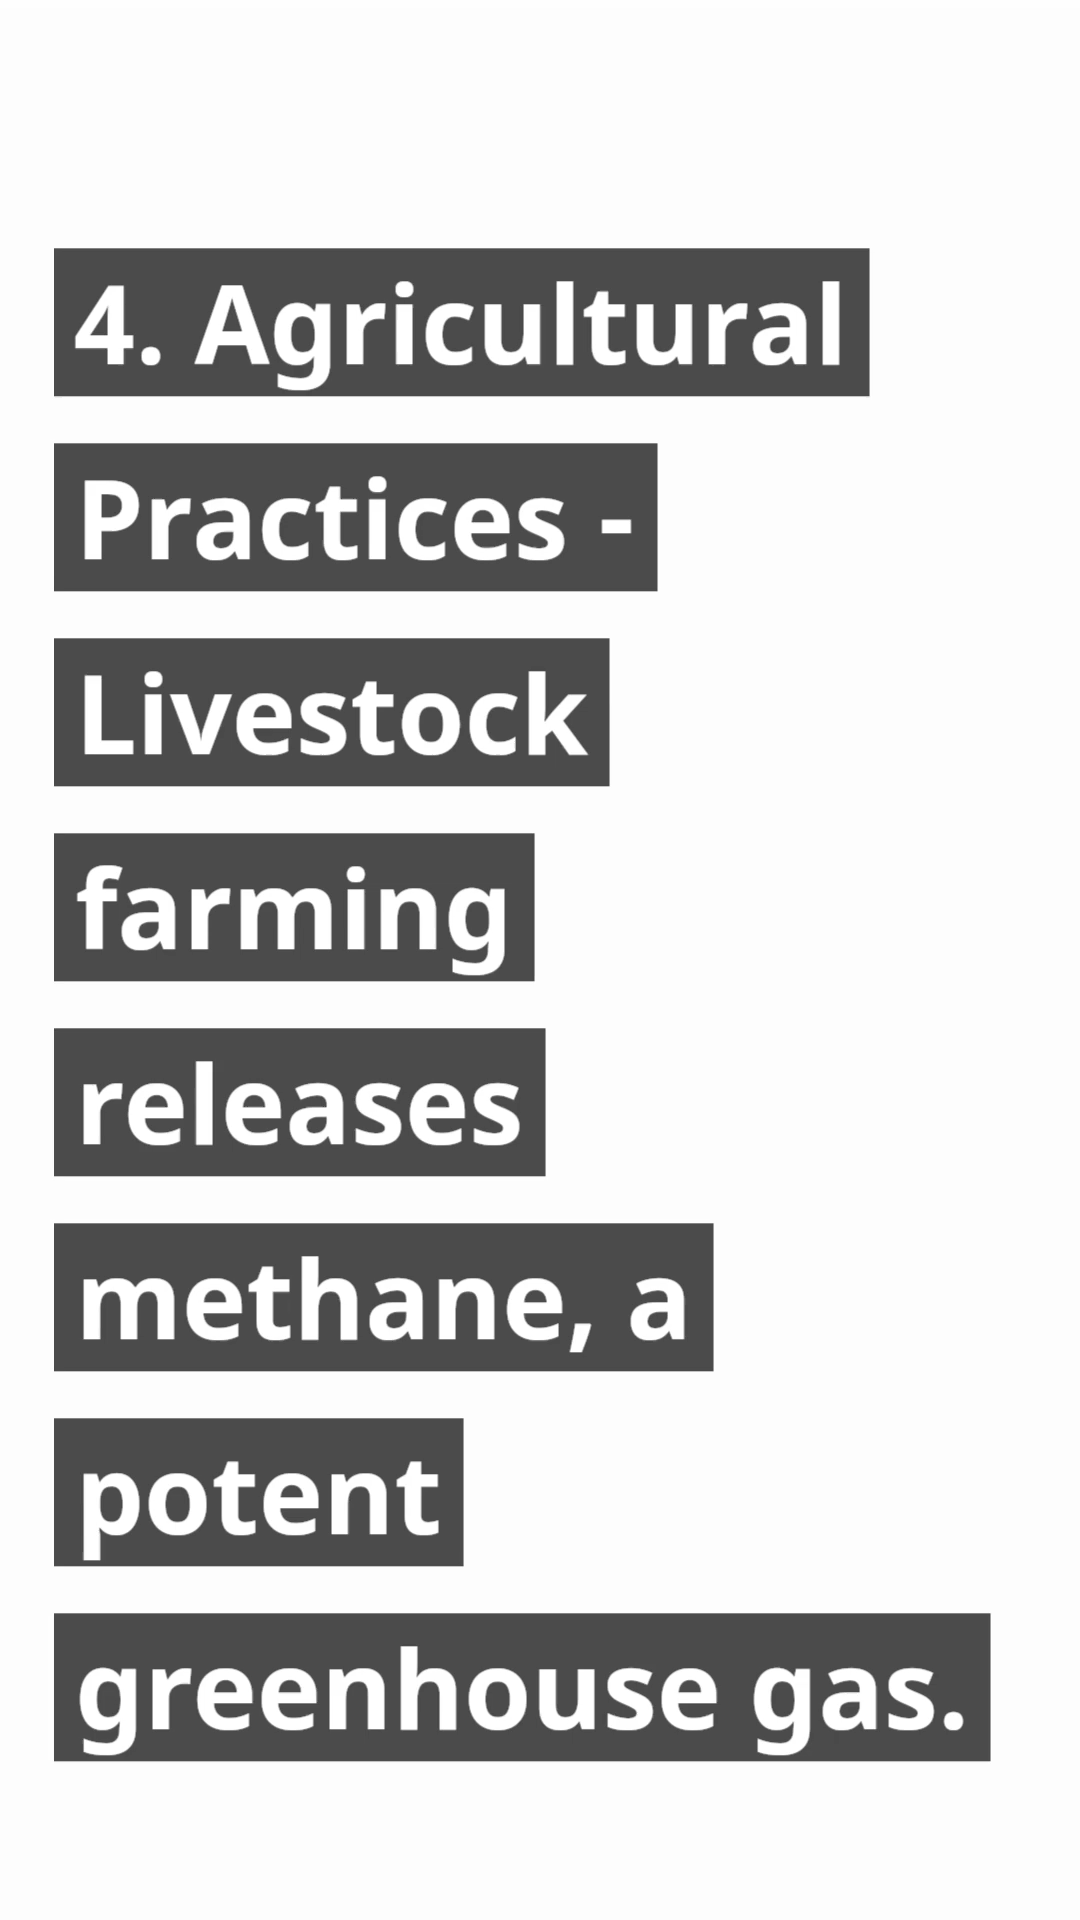 4. Agricultural
Practices -
Livestock
farming
releases
methane, a
potent
greenhouse gas.